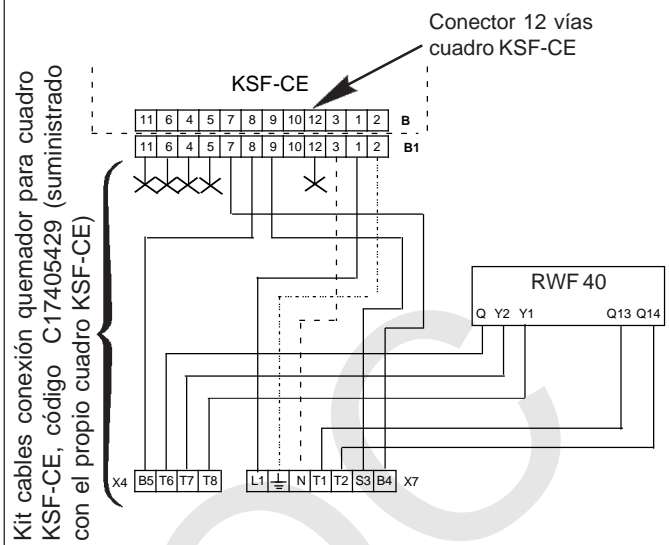 Conector 12 vías
cuadro KSF-CE
Kit cables conexión quemador para cuadro
KSF-CE, código C17405429 (suministrado
con el propio cuadro KSF-CE)
KSF-CE
11 6 4 5 7 8 9 10 12 3 1 2 B
11 6 4 5 7 8 9 10 12 3 1 2 B1
RWF 40
Q Y2 Y1 Q13 Q14
X4 B5 T6 T7 T8 L1 N T1 T2 S3 B4 X7